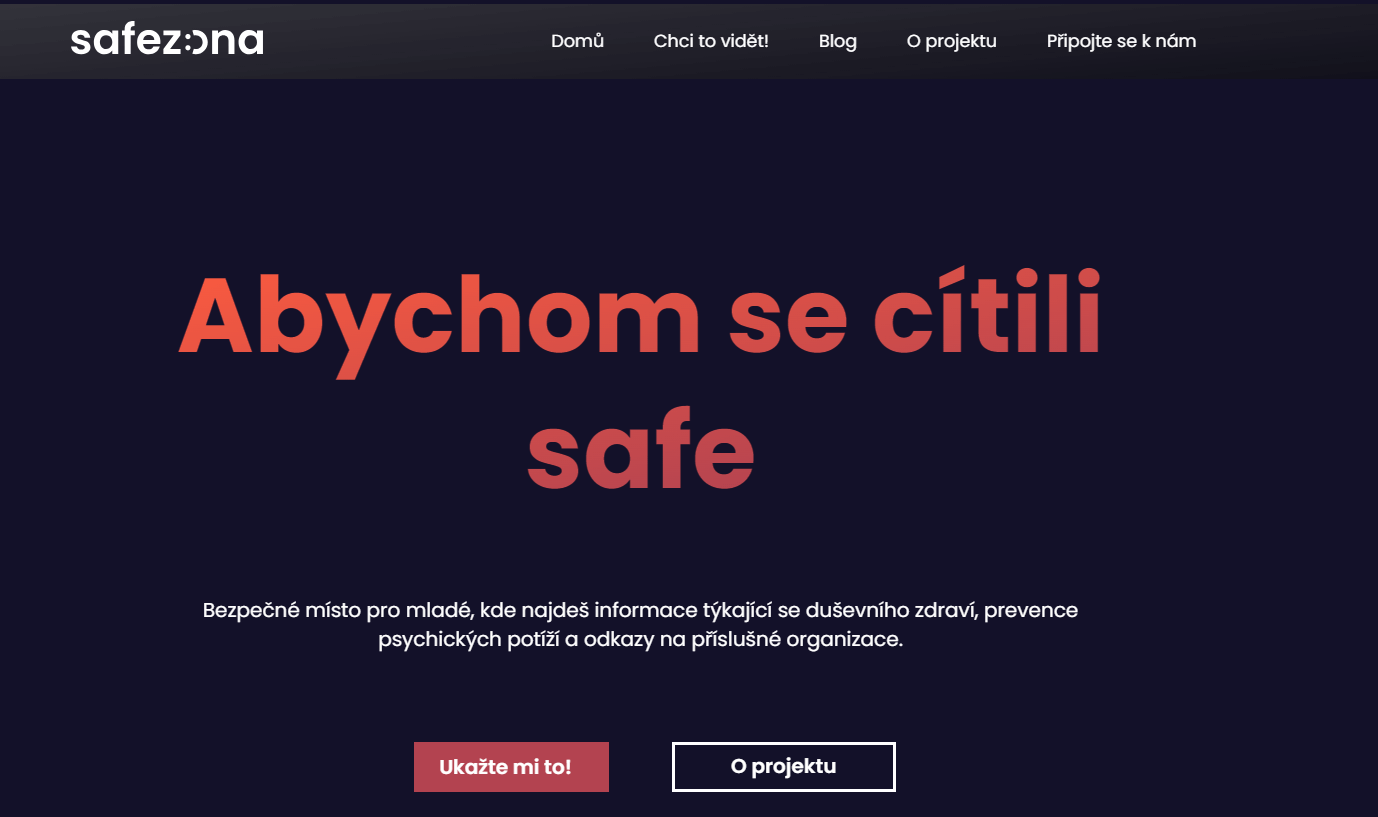 safezona
Domů
Chci to vidět!
Blog
O projektu
Připojte se k nám
Abychom se cítili
safe
Bezpečné místo pro mladé, kde najdeš informace týkající se duševního zdraví, prevence
psychických potíží a odkazy na příslušné organizace.
Ukažte mi to!
O projektu